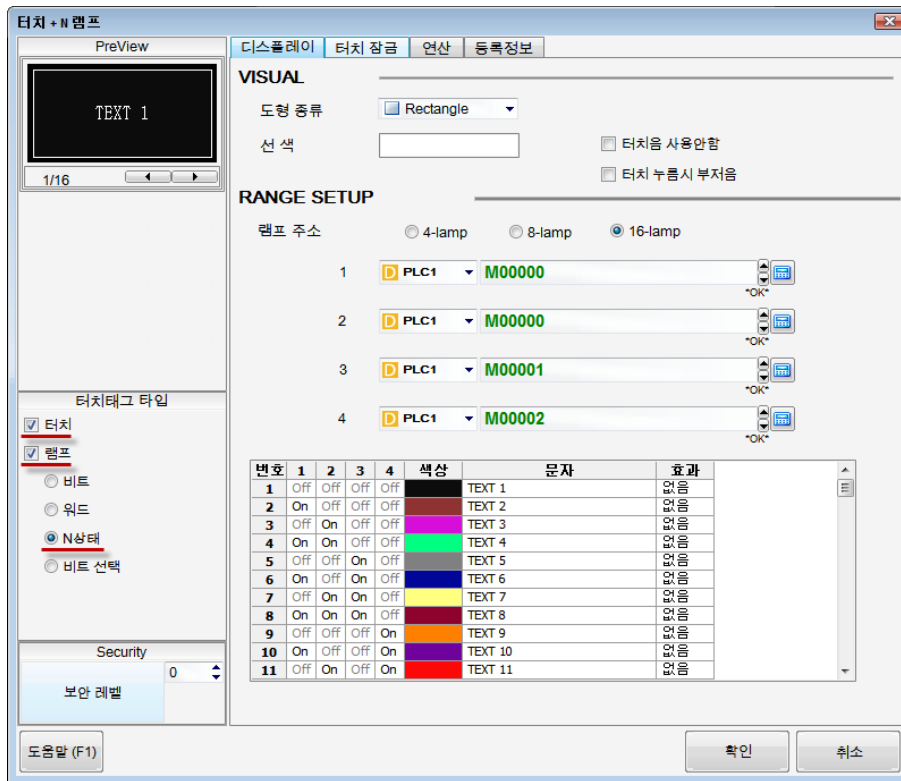 터치 + N 램프
PreView
TEXT 1
1/16
디스플레이 터치 잠금 연산 등록정보
VISUAL
도형 종류 Rectangle
선 색
터치음 사용안함
터치 누름시 부저음
RANGE SETUP
램프 주소 4-lamp 8-lamp 16-lamp
1 D PLC1 M00000
*OK*
2 D PLC1 M00000
*OK*
3 D PLC1 M00001
*OK*
4 D PLC1 M00002
*OK*
터치태그 타입
터치
램프
비트
워드
N상태
비트 선택
Security
보안 레벨 0
번호 1 2 3 4 색상 문자 효과
1 Off Off Off Off TEXT 1 없음
2 On Off Off Off TEXT 2 없음
3 Off On Off Off TEXT 3 없음
4 On On Off Off TEXT 4 없음
5 Off Off On Off TEXT 5 없음
6 On Off On Off TEXT 6 없음
7 Off On On Off TEXT 7 없음
8 On On On Off TEXT 8 없음
9 Off Off Off On TEXT 9 없음
10 On Off Off On TEXT 10 없음
11 Off On Off On TEXT 11 없음
도움말 (F1) 확인 취소